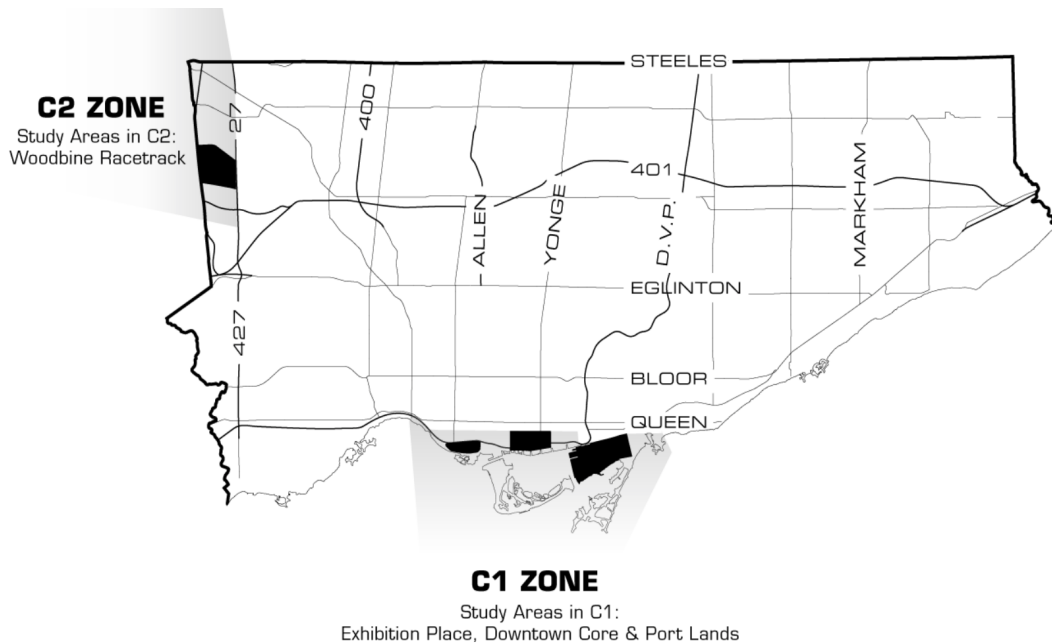 STEELES
C2 ZONE
Study Areas in C2:
Woodbine Racetrack
27
400
401
ALLEN
YONGE
D.V.P.
MARKHAM
EGLINTON
427
BLOOR
QUEEN
C1 ZONE
Study Areas in C1:
Exhibition Place, Downtown Core & Port Lands